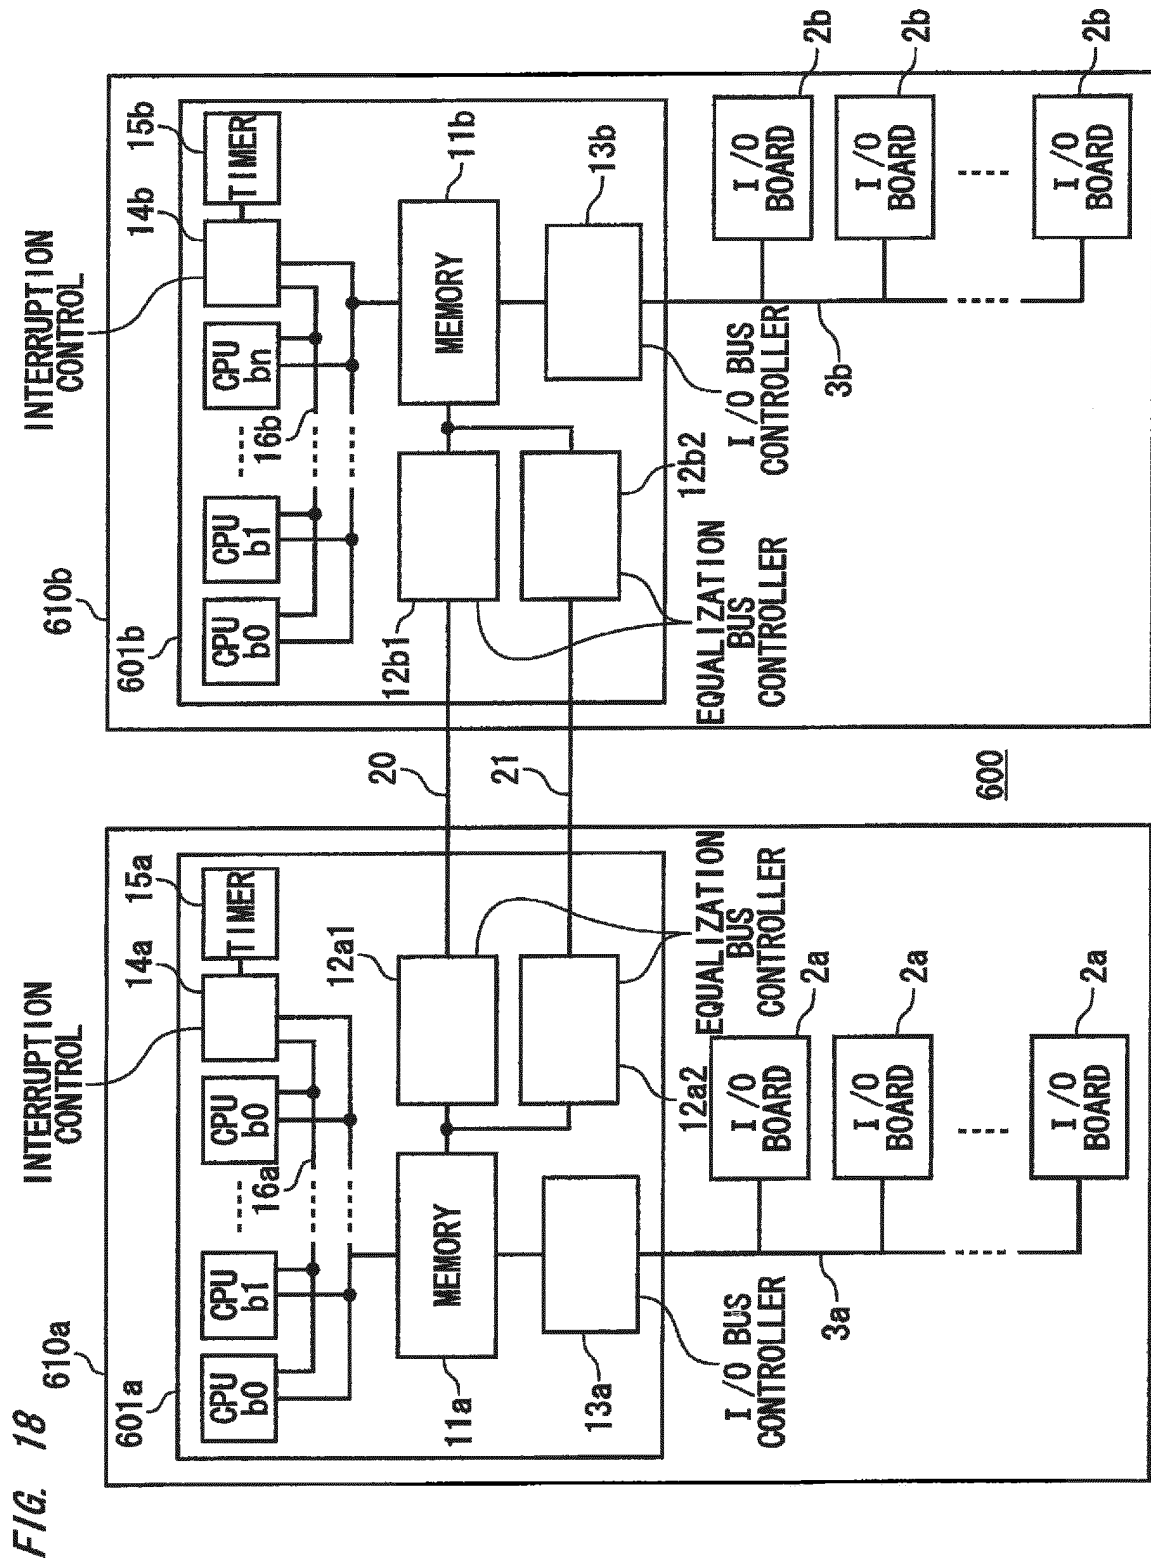 FIG. 18
610a
601a
INTERRUPTION
CONTROL
14a
15a
CPU
b0
CPU
b1
CPU
b0
TIMER
16a
12a1
MEMORY
11a
13a
12a2
EQUALIZATION
BUS
CONTROLLER
I/O BUS
CONTROLLER
3a
I/O
BOARD
2a
I/O
BOARD
2a
I/O
BOARD
2a
20
21
600
610b
601b
INTERRUPTION
CONTROL
14b
15b
CPU
b0
CPU
b1
CPU
bn
TIMER
16b
12b1
MEMORY
11b
13b
12b2
EQUALIZATION
BUS
CONTROLLER
I/O BUS
CONTROLLER
3b
I/O
BOARD
2b
I/O
BOARD
2b
I/O
BOARD
2b